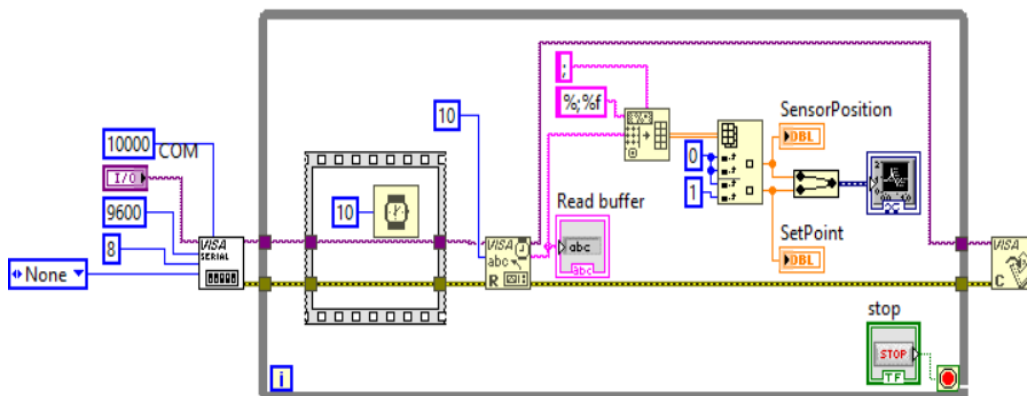 10000
COM
I/O
9600
8
None
VISA
SERIAL
10
10
VISA
abc
R
;
%;%f
Read buffer
abc
abc
0
1
SensorPosition
DBL
SetPoint
DBL
VISA
C
stop
STOP
TF
i